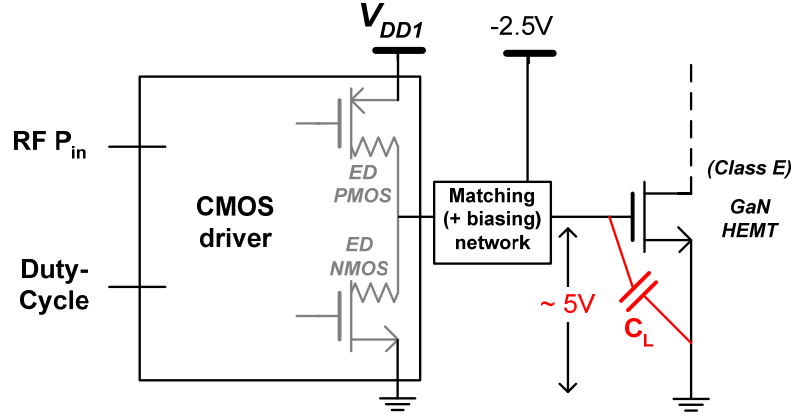 V DD1
-2.5V
RF Pin
Duty-
Cycle
CMOS
driver
ED
PMOS
ED
NMOS
Matching
(+ biasing)
network
~ 5V
CL
(Class E)
GaN
HEMT